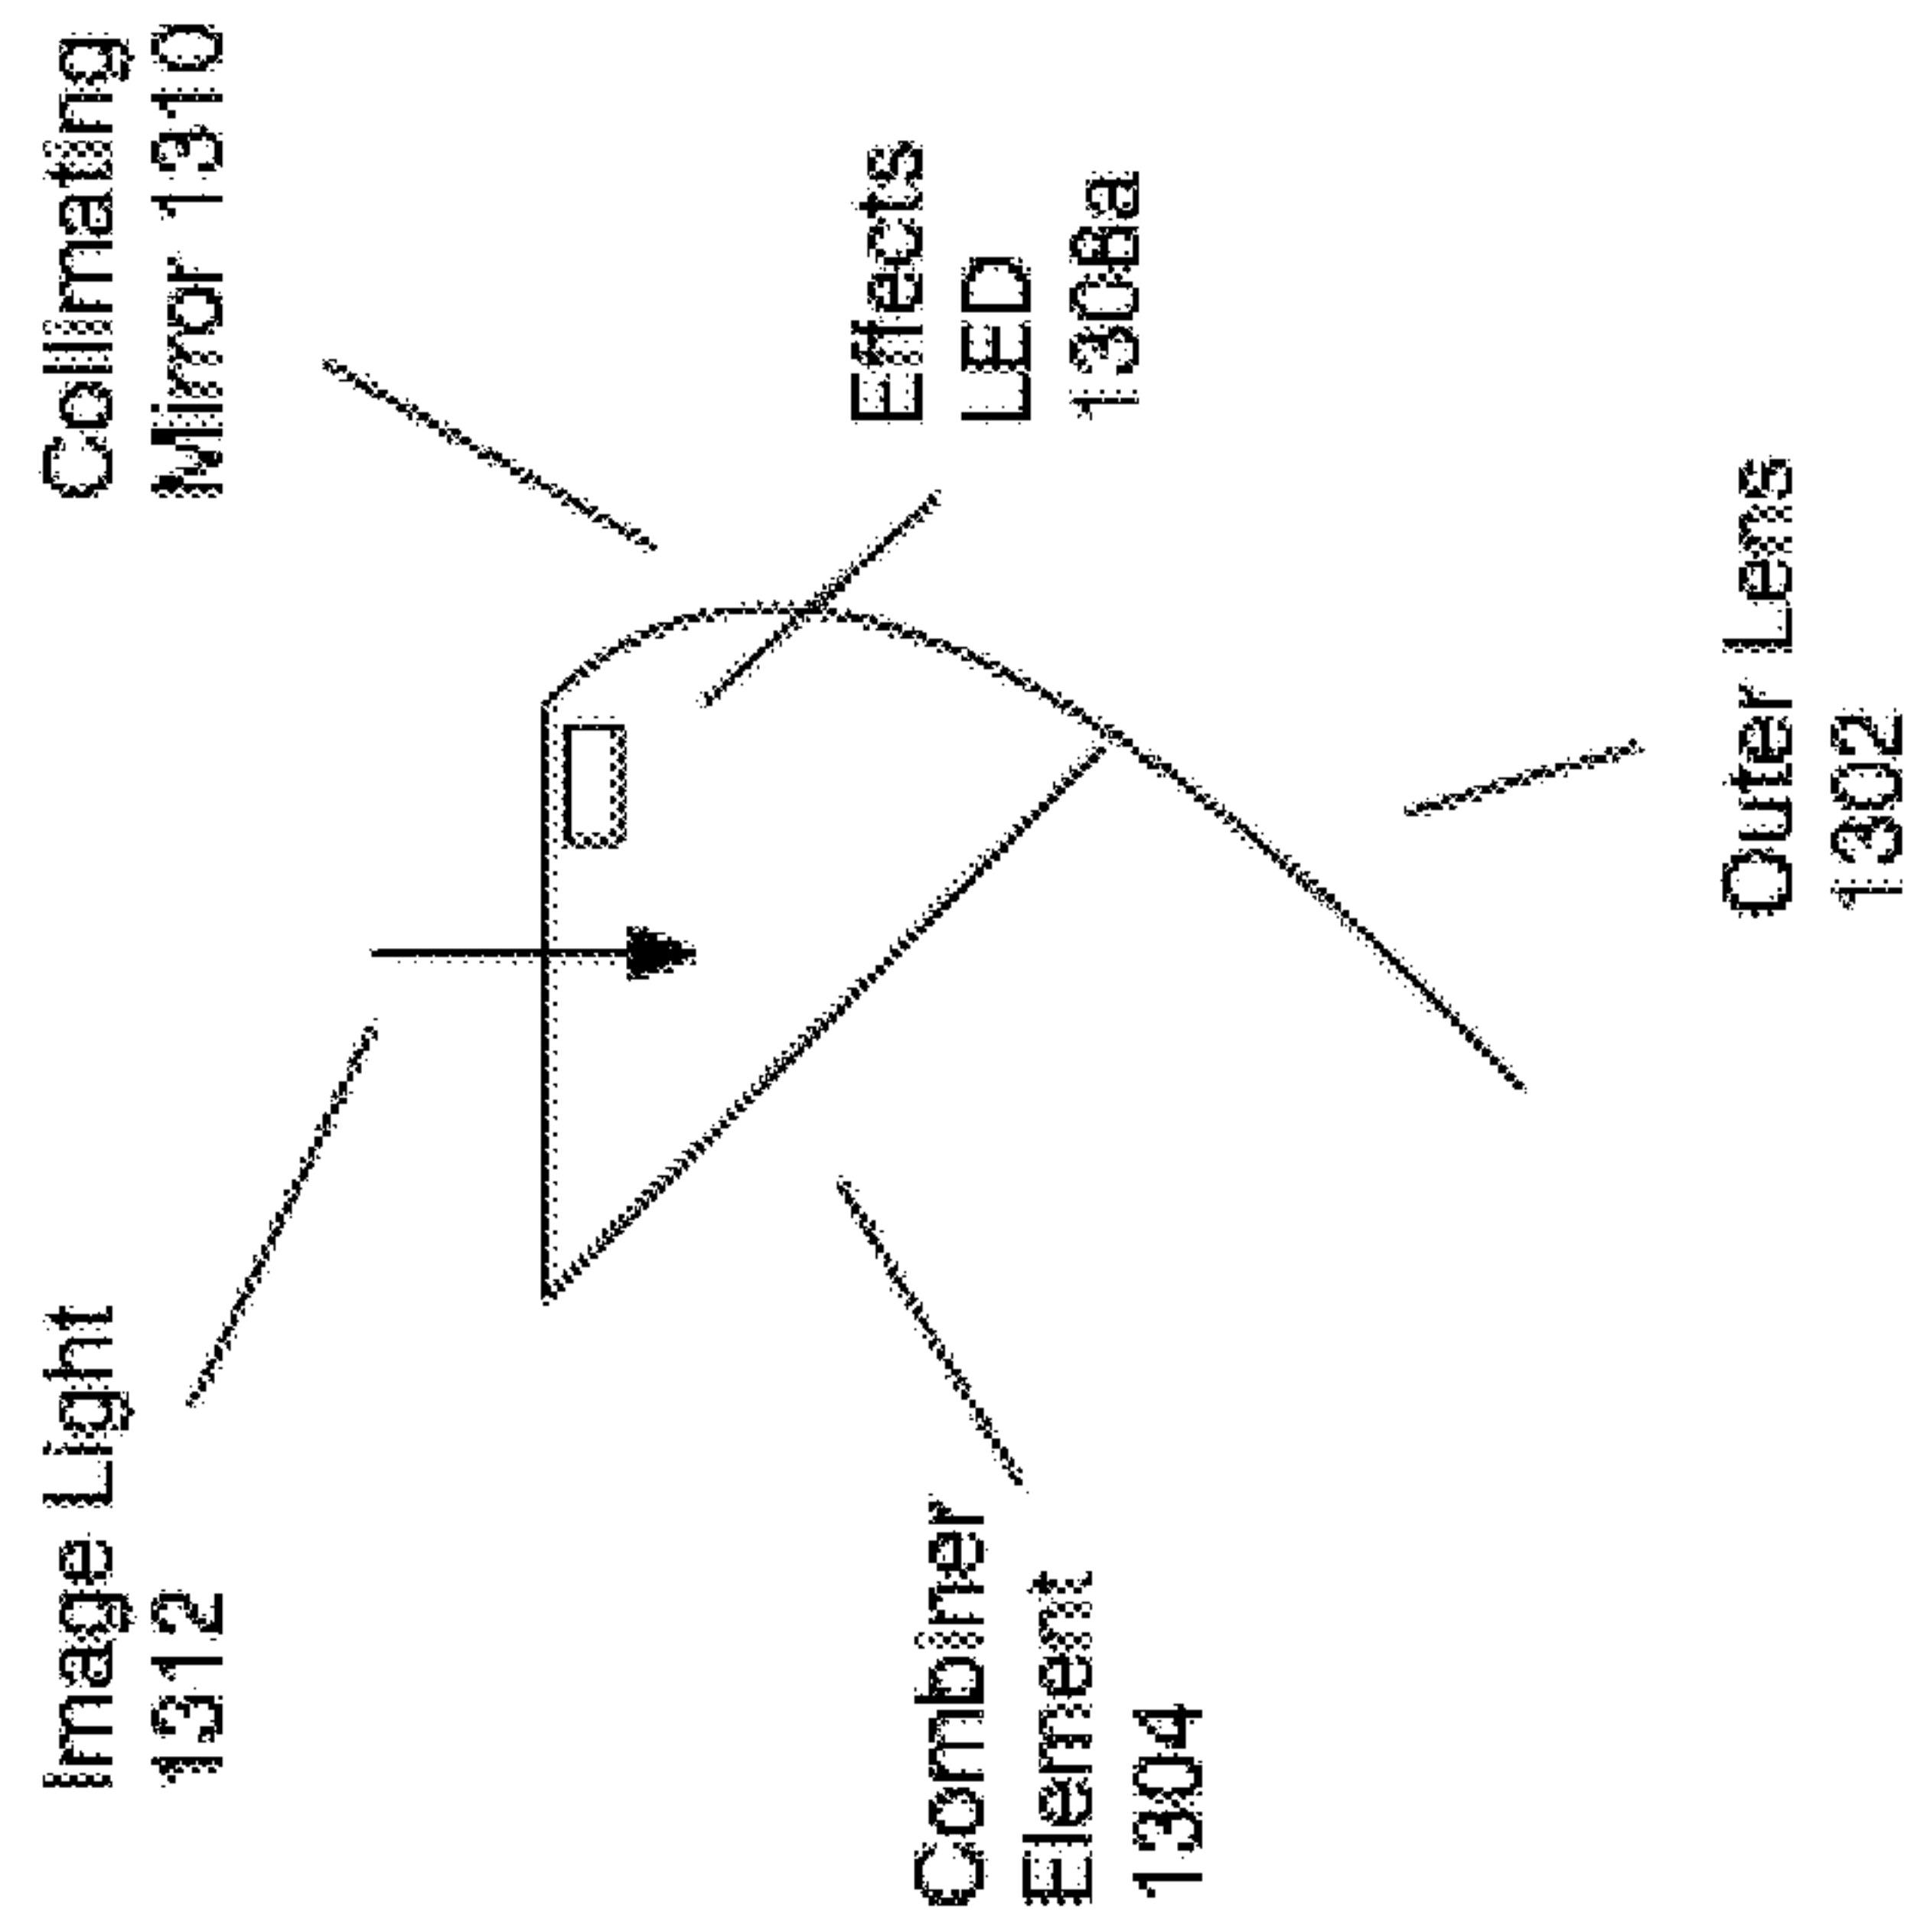 Image Light
1312
Collimating
Mirror 1310
Combiner
Element
1304
Effects
LED
1308a
Outer Lens
1302